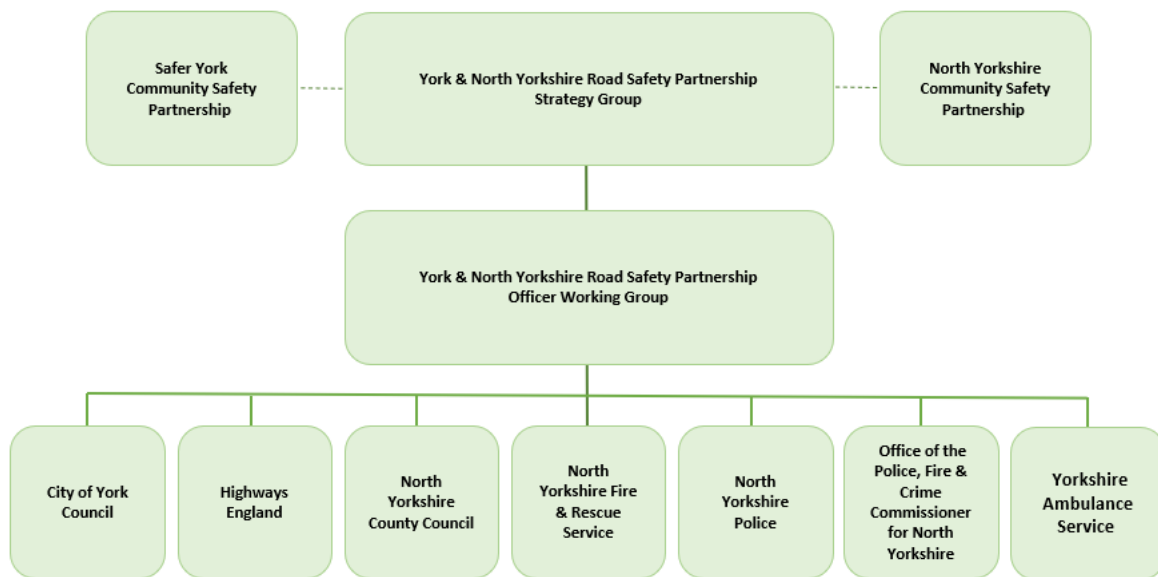 Safer York
Community Safety
Partnership
York & North Yorkshire Road Safety Partnership
Strategy Group
North Yorkshire
Community Safety
Partnership
York & North Yorkshire Road Safety Partnership
Officer Working Group
City of York
Council
Highways
England
North
Yorkshire
County Council
North
Yorkshire Fire
& Rescue
Service
North
Yorkshire
Police
Office of the
Police, Fire &
Crime
Commissioner
for North
Yorkshire
Yorkshire
Ambulance
Service